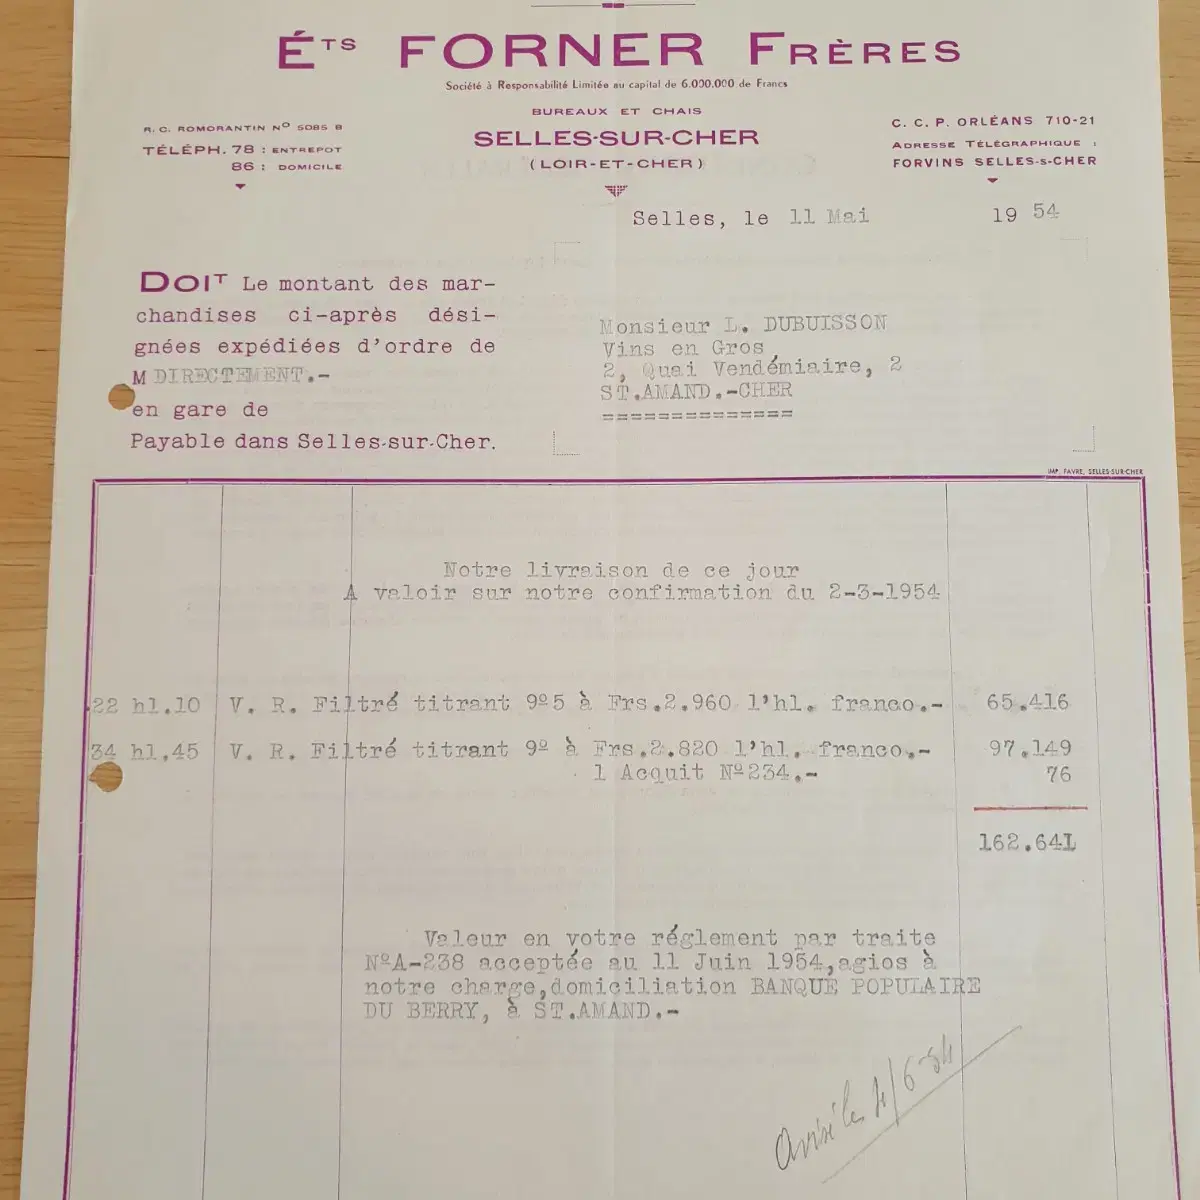 ÉTS FORNER FRÈRES
Société à Responsabilité Limitée au capital de 6.000.000 de Francs
BUREAUX ET CHAIS
SELLES-SUR-CHER
(LOIR-ET-CHER)
R. C. ROMORANTIN Nº 5085 B
TÉLÉPH. 78 : ENTREPOT
86 : DOMICILE
C. C. P. ORLÉANS 710-21
ADRESSE TÉLÉGRAPHIQUE :
FORVINS SELLES-s-CHER
Selles, le 11 Mai 1954
DOIT Le montant des mar-
chandises ci-après dési-
gnées expédiées d'ordre de
M DIRECTEMENT.-
en gare de
Payable dans Selles-sur-Cher.
Monsieur L. DUBUISSON
Vins en Gros
2, Quai Vendémiaire, 2
ST.AMAND.-CHER
==============
IMP. FAVRE, SELLES-SUR-CHER
Notre livraison de ce jour
A valoir sur notre confirmation du 2-3-1954
22 hl.10 V. R. Filtré titrant 9º5 à Frs.2.960 l'hl. franco.- 65.416
34 hl.45 V. R. Filtré titrant 9º à Frs.2.820 l'hl. franco.- 97.149
1 Acquit Nº234.- 76
162.641
Valeur en votre réglement par traite
NºA-238 acceptée au 11 Juin 1954,agios à
notre charge,domiciliation BANQUE POPULAIRE
DU BERRY, à ST.AMAND.-